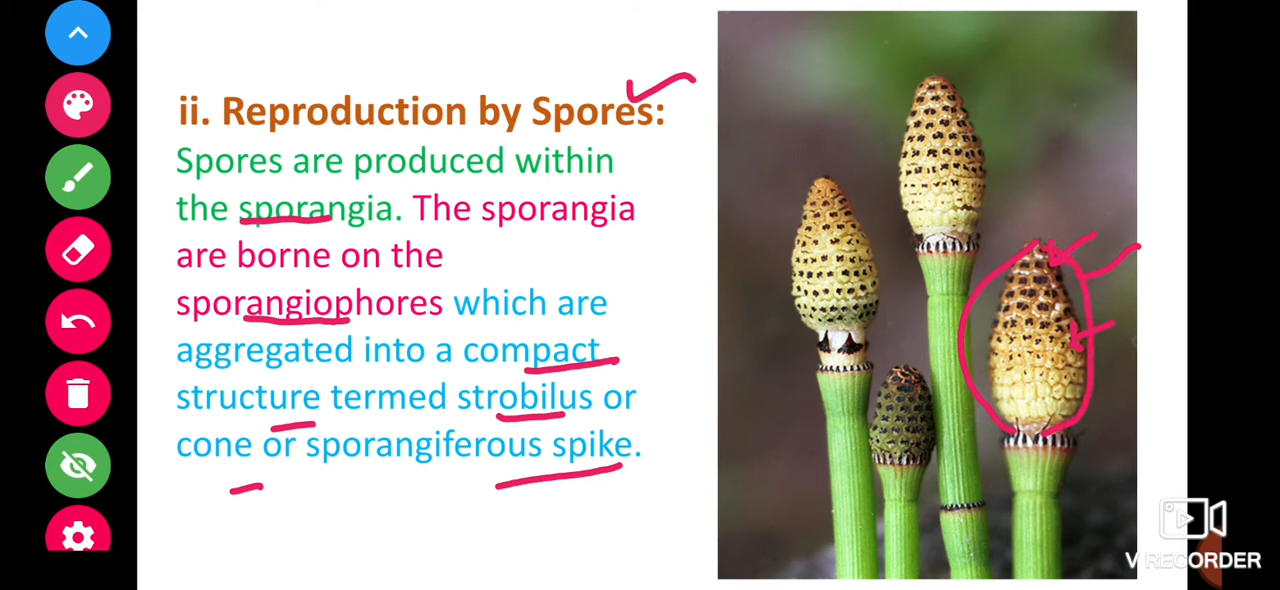 ii. Reproduction by Spores:
Spores are produced within
the sporangia. The sporangia
are borne on the
sporangiophores which are
aggregated into a compact
structure termed strobilus or
cone or sporangiferous spike.
V RECORDER